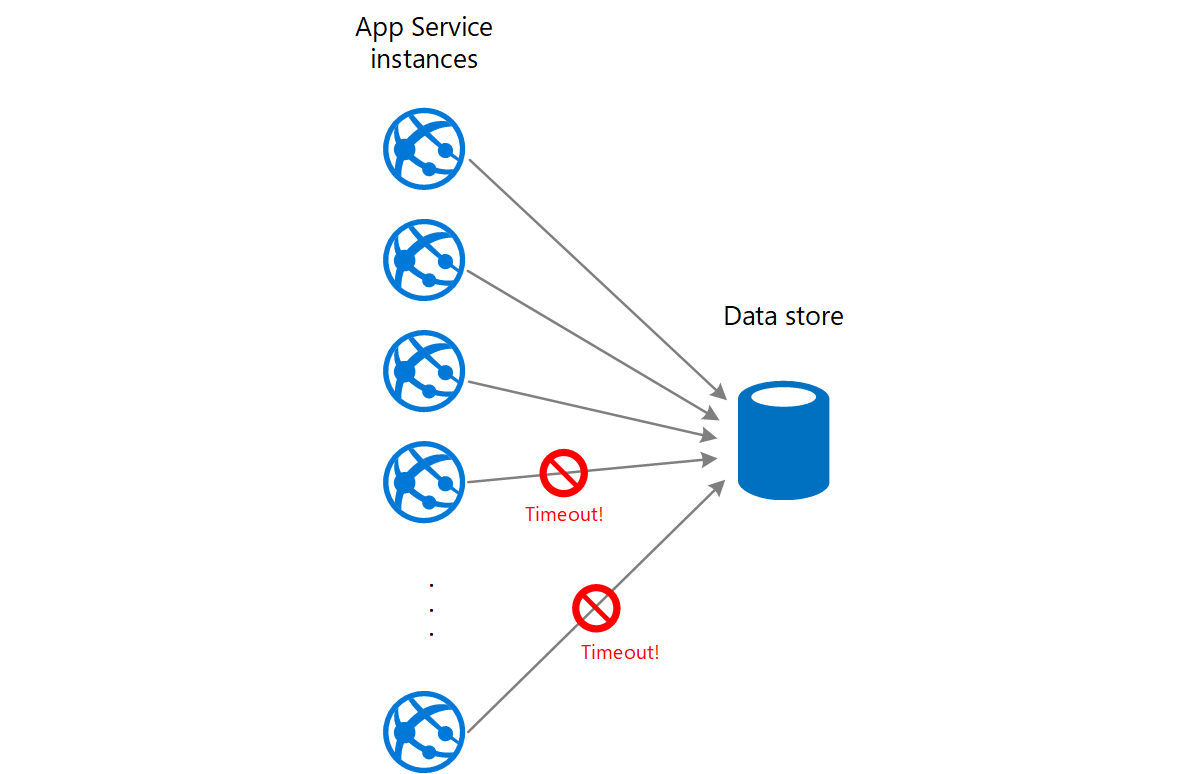 App Service
instances
Data store
Timeout!
.
.
.
Timeout!